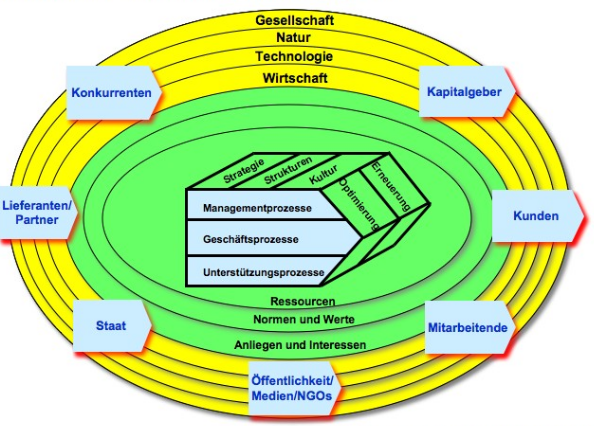 Gesellschaft
Natur
Technologie
Wirtschaft
Konkurrenten
Kapitalgeber
Strategie
Strukturen
Kultur
Optimierung
Erneuerung
Managementprozesse
Geschäftsprozesse
Unterstützungsprozesse
Lieferanten/
Partner
Kunden
Ressourcen
Normen und Werte
Anliegen und Interessen
Staat
Mitarbeitende
Öffentlichkeit/
Medien/NGOs